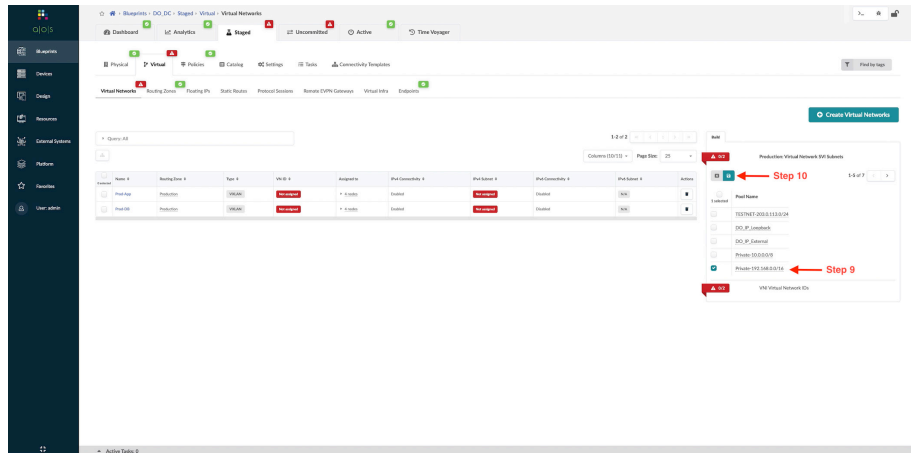 Blueprints › DO_DC › Staged › Virtual › Virtual Networks
Dashboard Analytics Staged Uncommitted Active Time Voyager
Physical Virtual Policies Catalog Settings Tasks Connectivity Templates Find by tags
Virtual Networks Routing Zones Floating IPs Static Routes Protocol Sessions Remote EVPN Gateways Virtual Infra Endpoints
Create Virtual Networks
Query: All
1-2 of 2
Columns (10/13) Page Size: 25
0 selected Name Routing Zone Type VN ID Assigned to IPv4 Connectivity IPv4 Subnet IPv6 Connectivity IPv6 Subnet Actions
Prod-App Production VXLAN Not assigned 4 nodes Enabled Not assigned Disabled N/A
Prod-DB Production VXLAN Not assigned 4 nodes Enabled Not assigned Disabled N/A
Build
0/2 Production: Virtual Network SVI Subnets
Step 10
1-5 of 7
1 selected Pool Name
TESTNET-203.0.113.0/24
DO_IP_Loopback
DO_IP_External
Private-10.0.0.0/8
Private-192.168.0.0/16 Step 9
0/2 VNI Virtual Network IDs
Blueprints
Devices
Design
Resources
External Systems
Platform
Favorites
User: admin
Active Tasks: 0